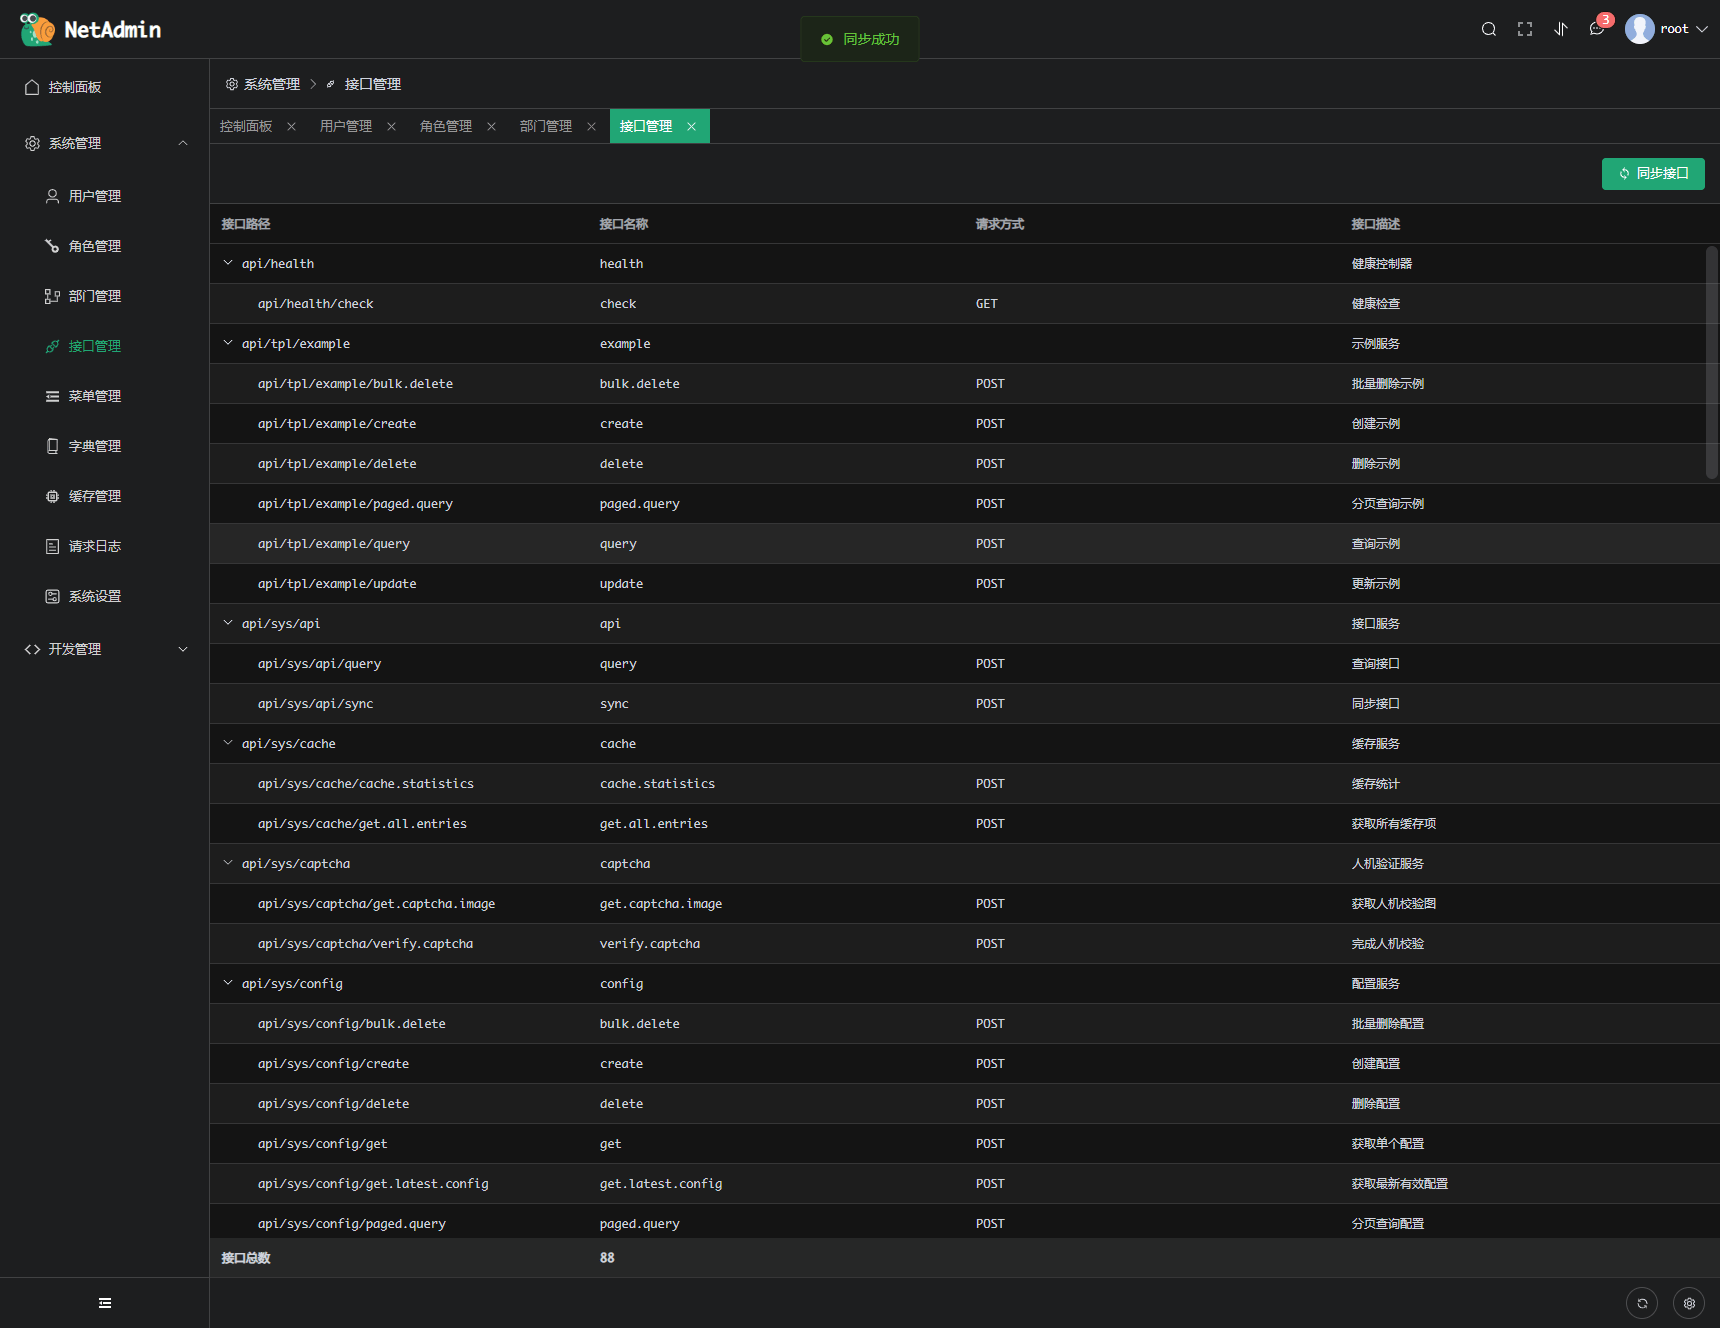 NetAdmin
同步成功
3
root
控制面板
系统管理
用户管理
角色管理
部门管理
接口管理
菜单管理
字典管理
缓存管理
请求日志
系统设置
开发管理
系统管理 接口管理
控制面板 用户管理 角色管理 部门管理 接口管理
同步接口
接口路径 接口名称 请求方式 接口描述
api/health health 健康控制器
api/health/check check GET 健康检查
api/tpl/example example 示例服务
api/tpl/example/bulk.delete bulk.delete POST 批量删除示例
api/tpl/example/create create POST 创建示例
api/tpl/example/delete delete POST 删除示例
api/tpl/example/paged.query paged.query POST 分页查询示例
api/tpl/example/query query POST 查询示例
api/tpl/example/update update POST 更新示例
api/sys/api api 接口服务
api/sys/api/query query POST 查询接口
api/sys/api/sync sync POST 同步接口
api/sys/cache cache 缓存服务
api/sys/cache/cache.statistics cache.statistics POST 缓存统计
api/sys/cache/get.all.entries get.all.entries POST 获取所有缓存项
api/sys/captcha captcha 人机验证服务
api/sys/captcha/get.captcha.image get.captcha.image POST 获取人机校验图
api/sys/captcha/verify.captcha verify.captcha POST 完成人机校验
api/sys/config config 配置服务
api/sys/config/bulk.delete bulk.delete POST 批量删除配置
api/sys/config/create create POST 创建配置
api/sys/config/delete delete POST 删除配置
api/sys/config/get get POST 获取单个配置
api/sys/config/get.latest.config get.latest.config POST 获取最新有效配置
api/sys/config/paged.query paged.query POST 分页查询配置
接口总数 88